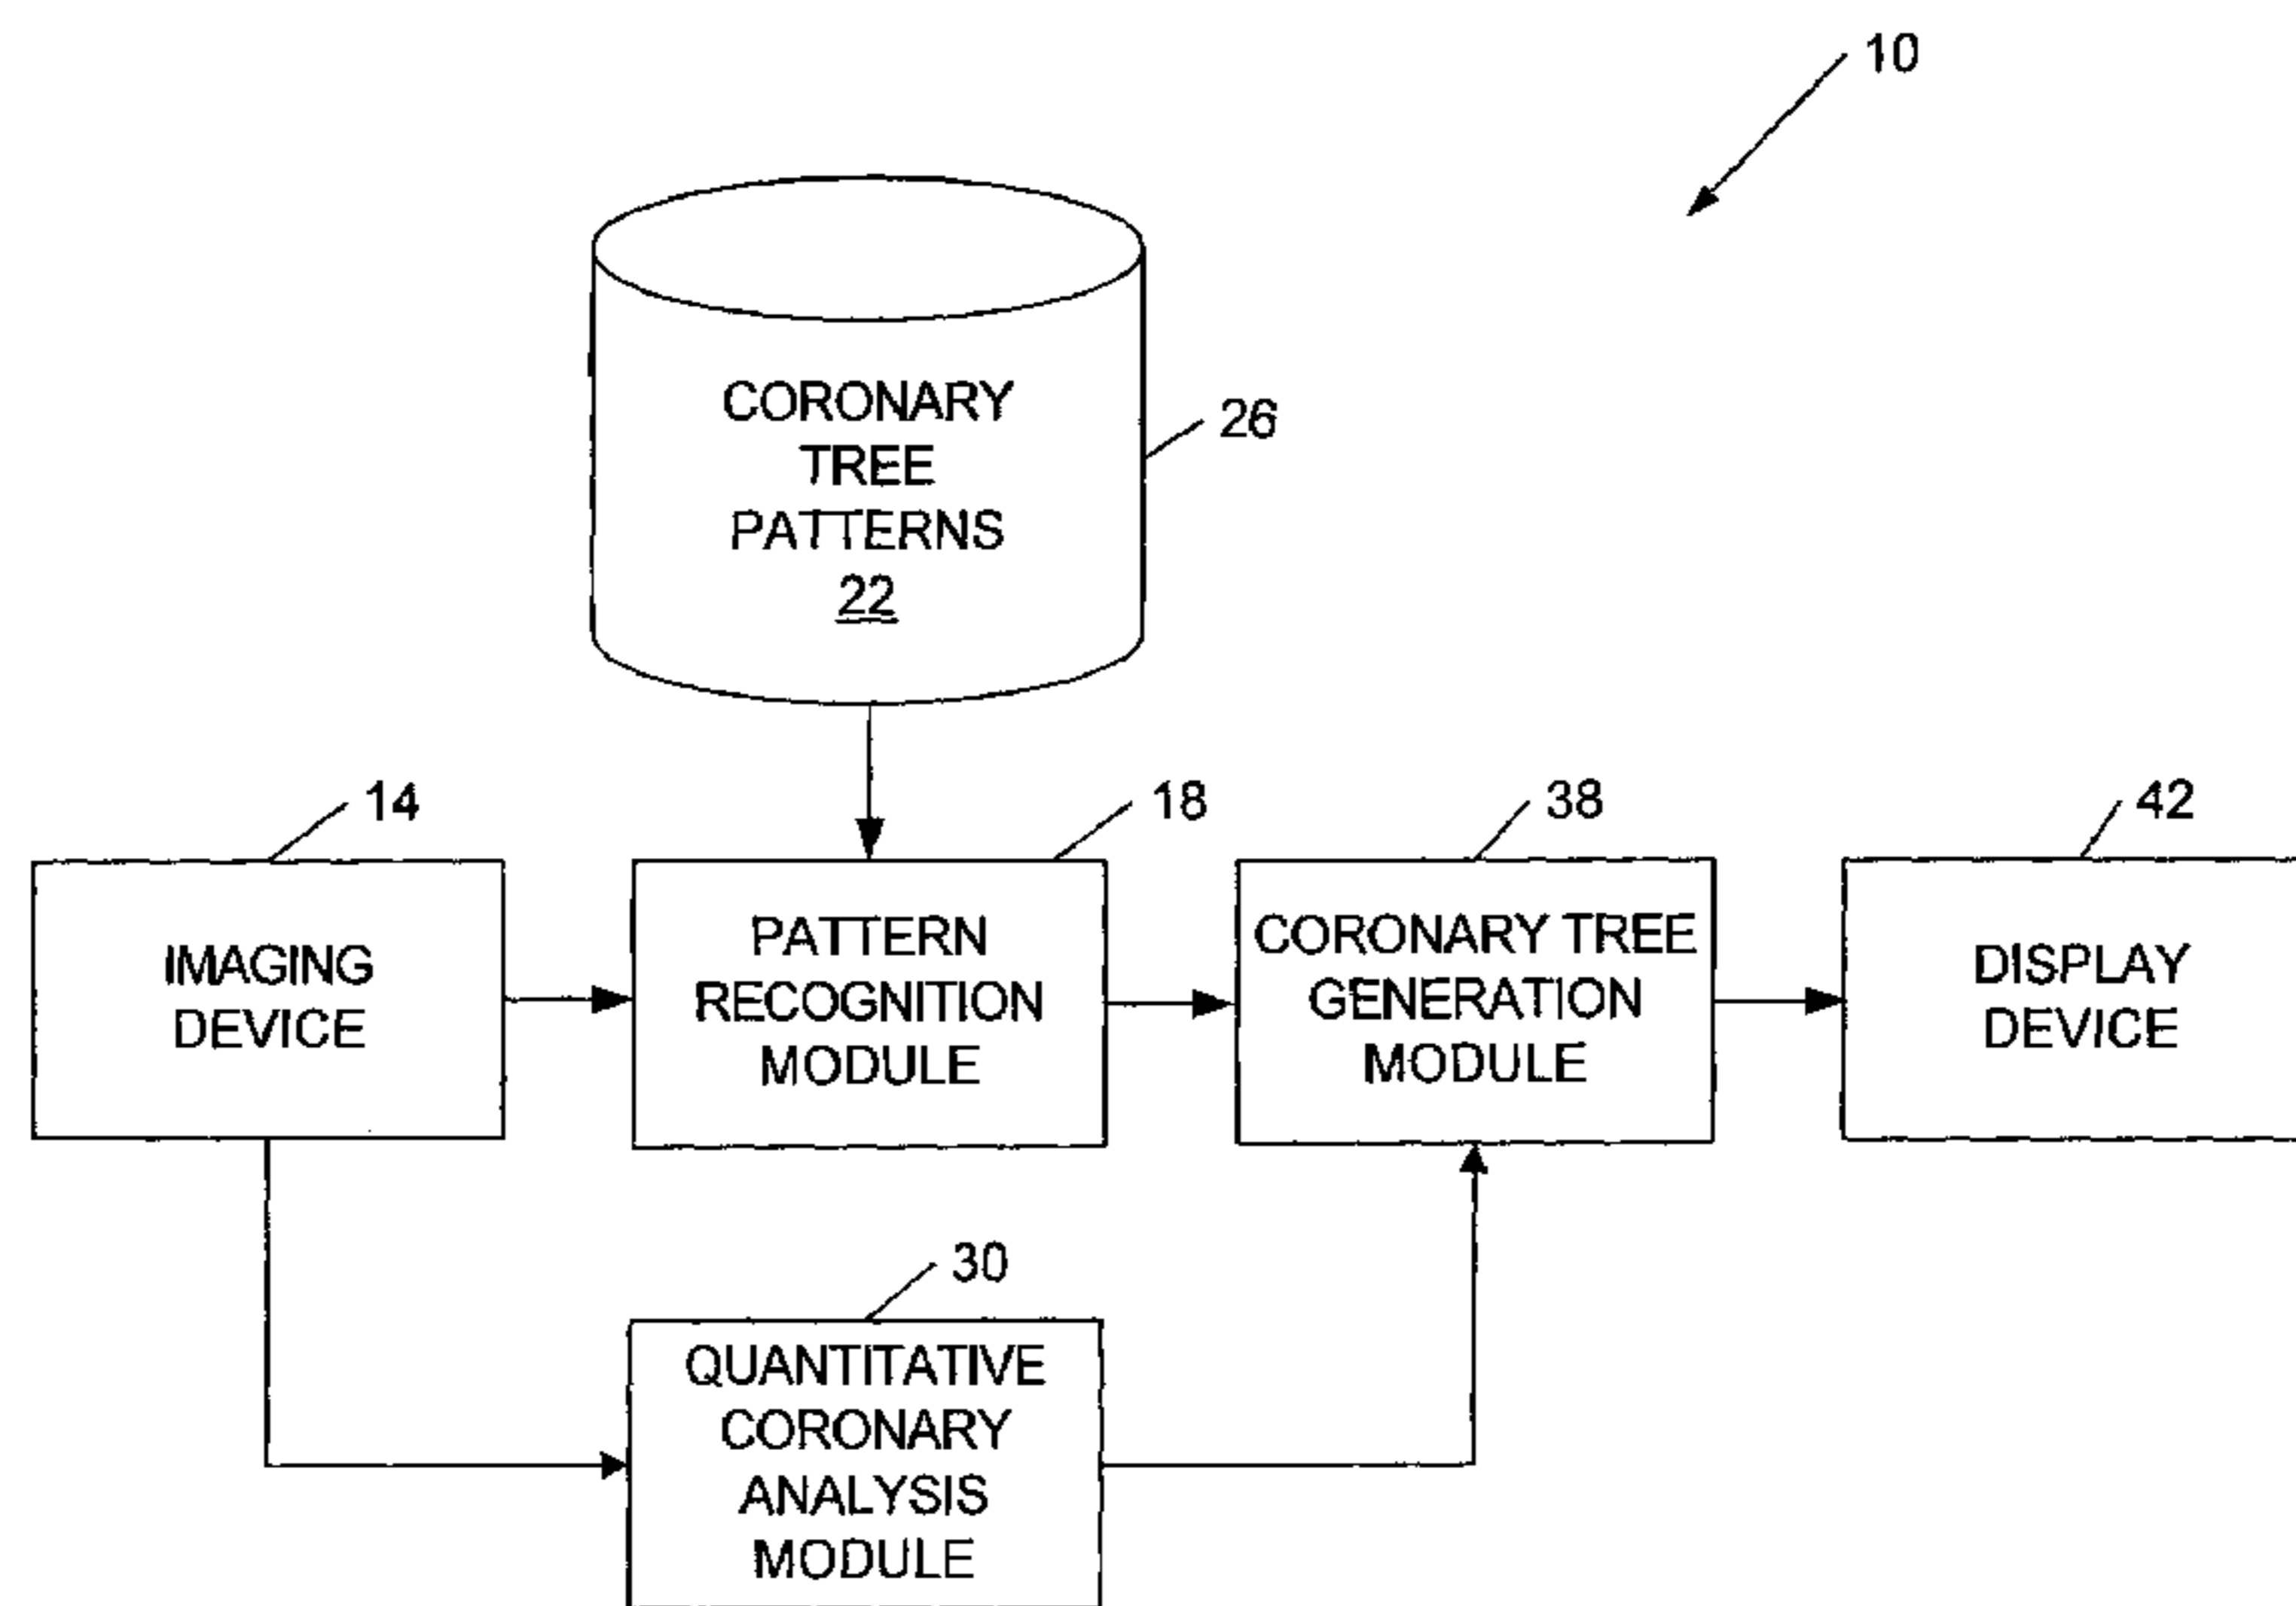 10
CORONARY
TREE
PATTERNS
22
26
14
18
38
42
IMAGING
DEVICE
PATTERN
RECOGNITION
MODULE
CORONARY TREE
GENERATION
MODULE
DISPLAY
DEVICE
30
QUANTITATIVE
CORONARY
ANALYSIS
MODULE